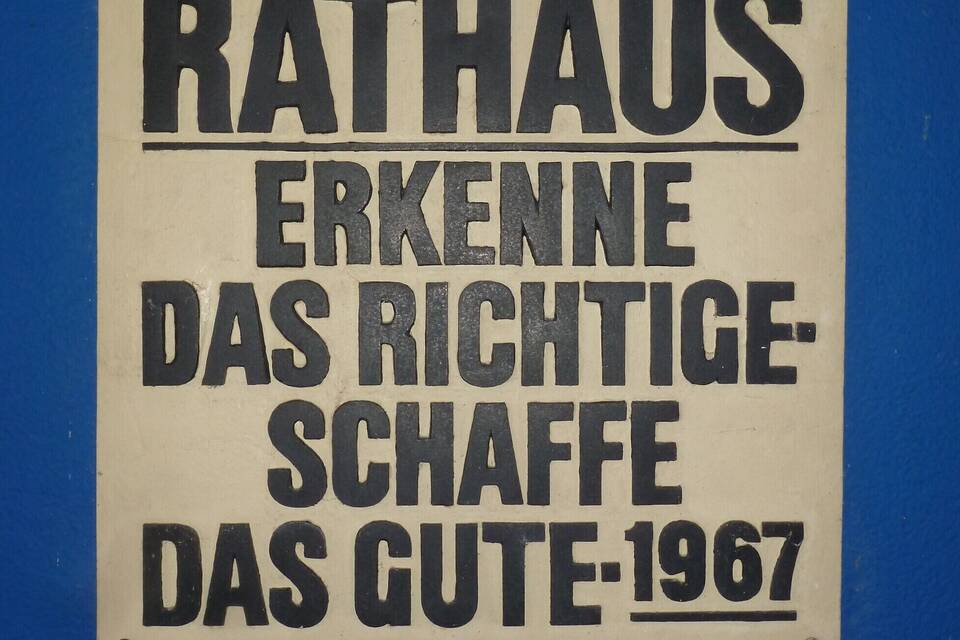 RATHAUS
ERKENNE
DAS RICHTIGE-
SCHAFFE
DAS GUTE-1967